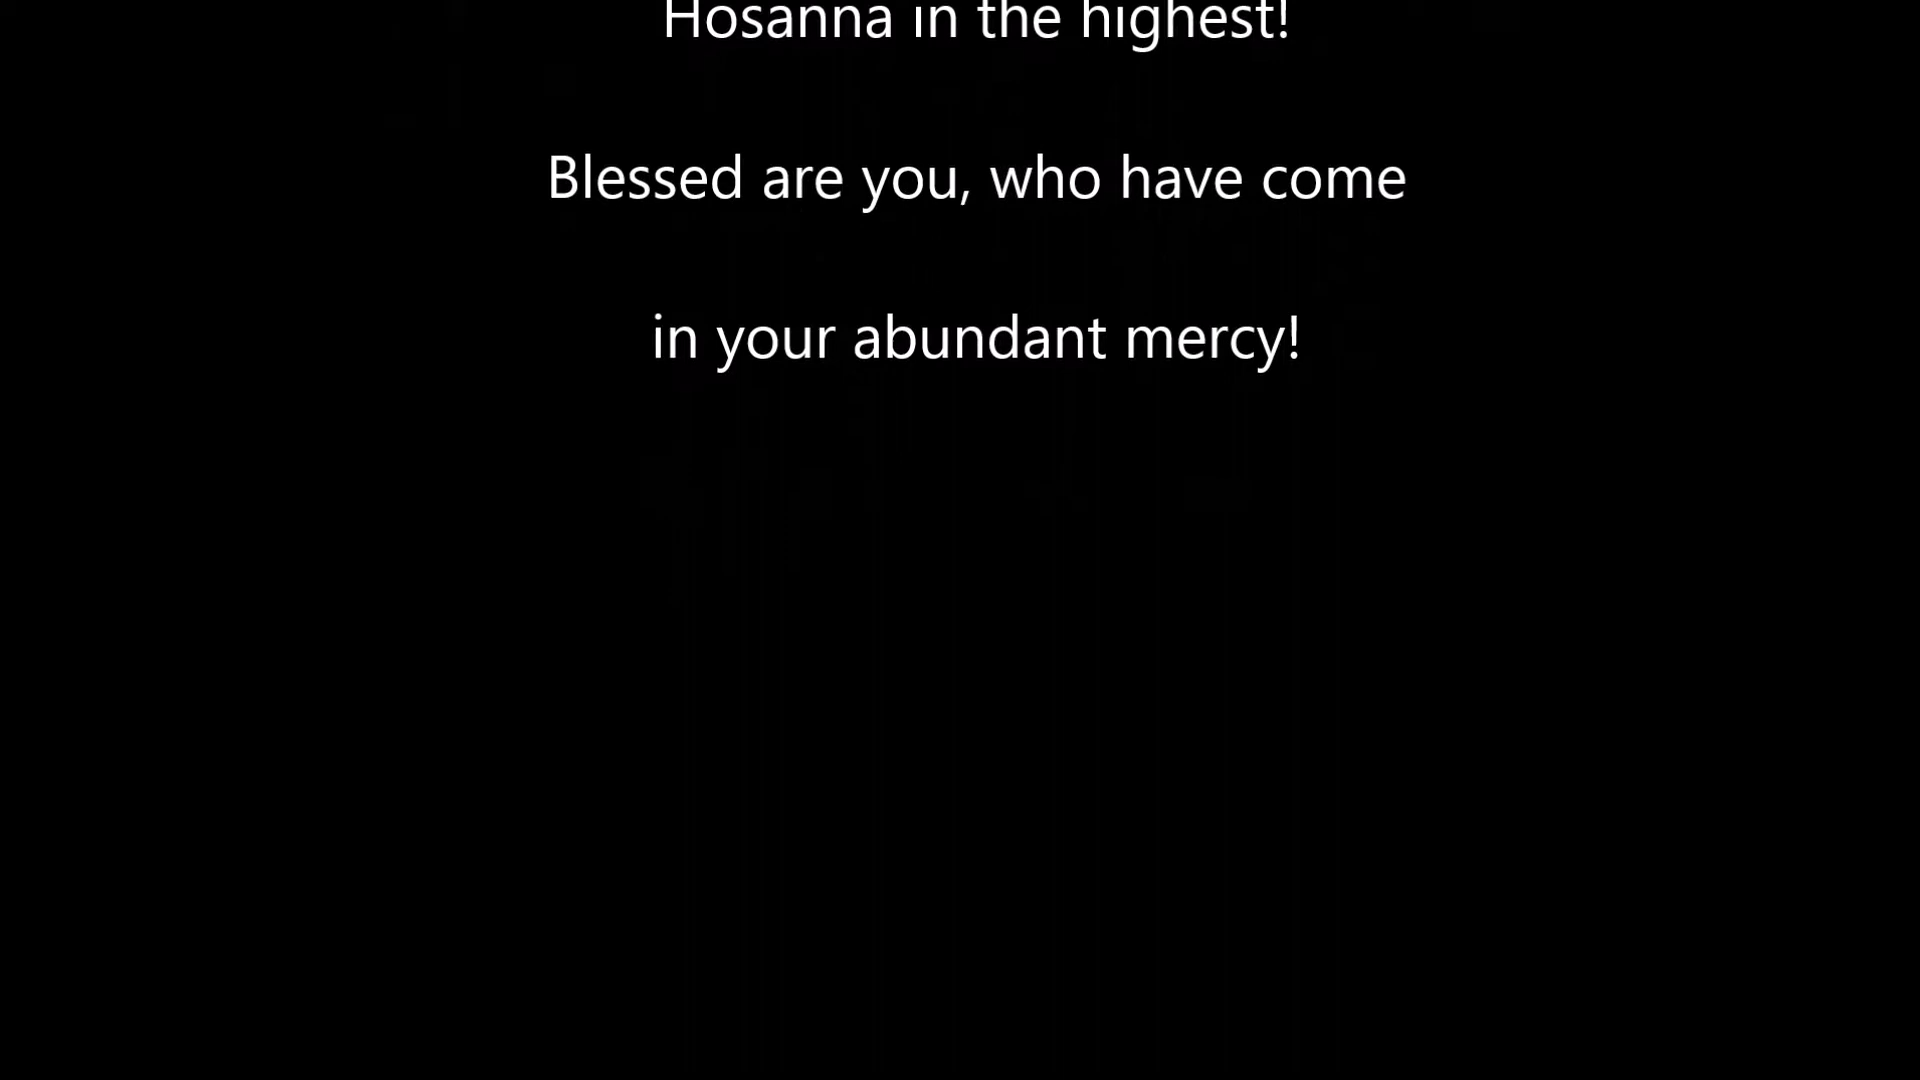 Hosanna in the highest!
Blessed are you, who have come
in your abundant mercy!